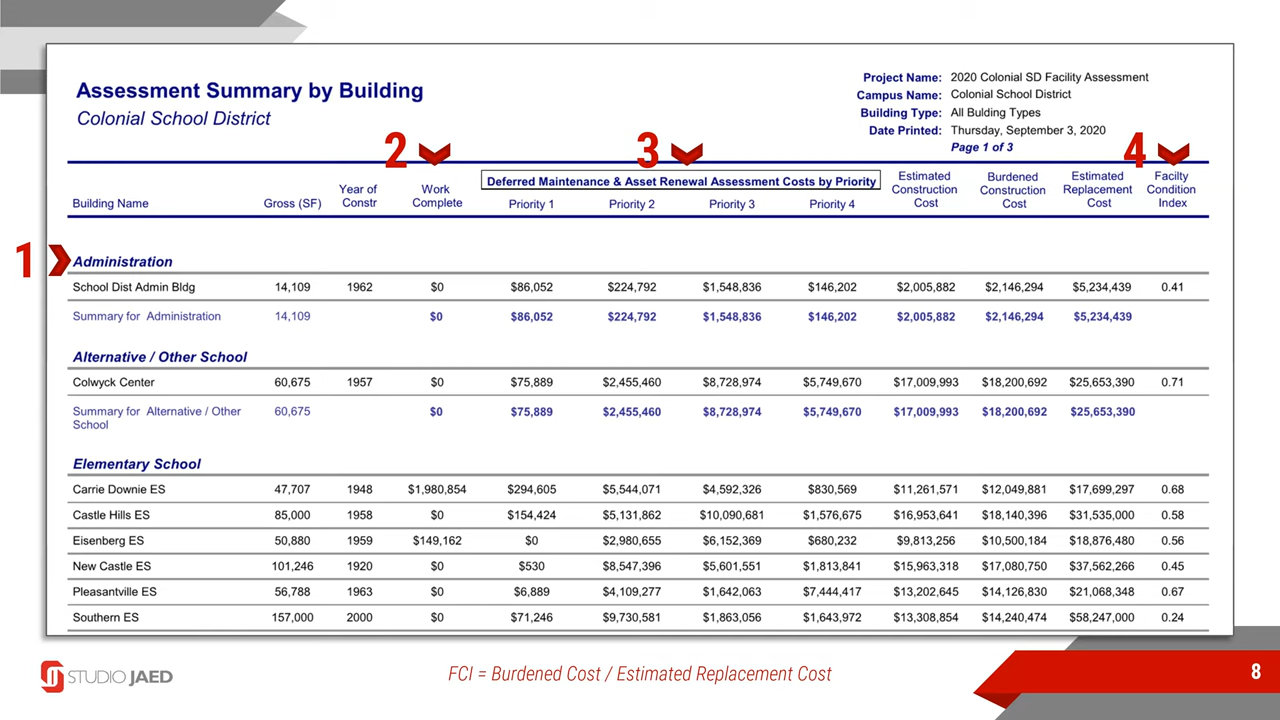 Assessment Summary by Building
Colonial School District
Project Name: 2020 Colonial SD Facility Assessment
Campus Name: Colonial School District
Building Type: All Bulding Types
Date Printed: Thursday, September 3, 2020
Page 1 of 3
2
3
4
Building Name Gross (SF) Year of Constr Work Complete Deferred Maintenance & Asset Renewal Assessment Costs by Priority Priority 1 Priority 2 Priority 3 Priority 4 Estimated Construction Cost Burdened Construction Cost Estimated Replacement Cost Facilty Condition Index
1
Administration
School Dist Admin Bldg 14,109 1962 $0 $86,052 $224,792 $1,548,836 $146,202 $2,005,882 $2,146,294 $5,234,439 0.41
Summary for Administration 14,109 $0 $86,052 $224,792 $1,548,836 $146,202 $2,005,882 $2,146,294 $5,234,439
Alternative / Other School
Colwyck Center 60,675 1957 $0 $75,889 $2,455,460 $8,728,974 $5,749,670 $17,009,993 $18,200,692 $25,653,390 0.71
Summary for Alternative / Other School 60,675 $0 $75,889 $2,455,460 $8,728,974 $5,749,670 $17,009,993 $18,200,692 $25,653,390
Elementary School
Carrie Downie ES 47,707 1948 $1,980,854 $294,605 $5,544,071 $4,592,326 $830,569 $11,261,571 $12,049,881 $17,699,297 0.68
Castle Hills ES 85,000 1958 $0 $154,424 $5,131,862 $10,090,681 $1,576,675 $16,953,641 $18,140,396 $31,535,000 0.58
Eisenberg ES 50,880 1959 $149,162 $0 $2,980,655 $6,152,369 $680,232 $9,813,256 $10,500,184 $18,876,480 0.56
New Castle ES 101,246 1920 $0 $530 $8,547,396 $5,601,551 $1,813,841 $15,963,318 $17,080,750 $37,562,266 0.45
Pleasantville ES 56,788 1963 $0 $6,889 $4,109,277 $1,642,063 $7,444,417 $13,202,645 $14,126,830 $21,068,348 0.67
Southern ES 157,000 2000 $0 $71,246 $9,730,581 $1,863,056 $1,643,972 $13,308,854 $14,240,474 $58,247,000 0.24
STUDIO JAED
FCI = Burdened Cost / Estimated Replacement Cost
8